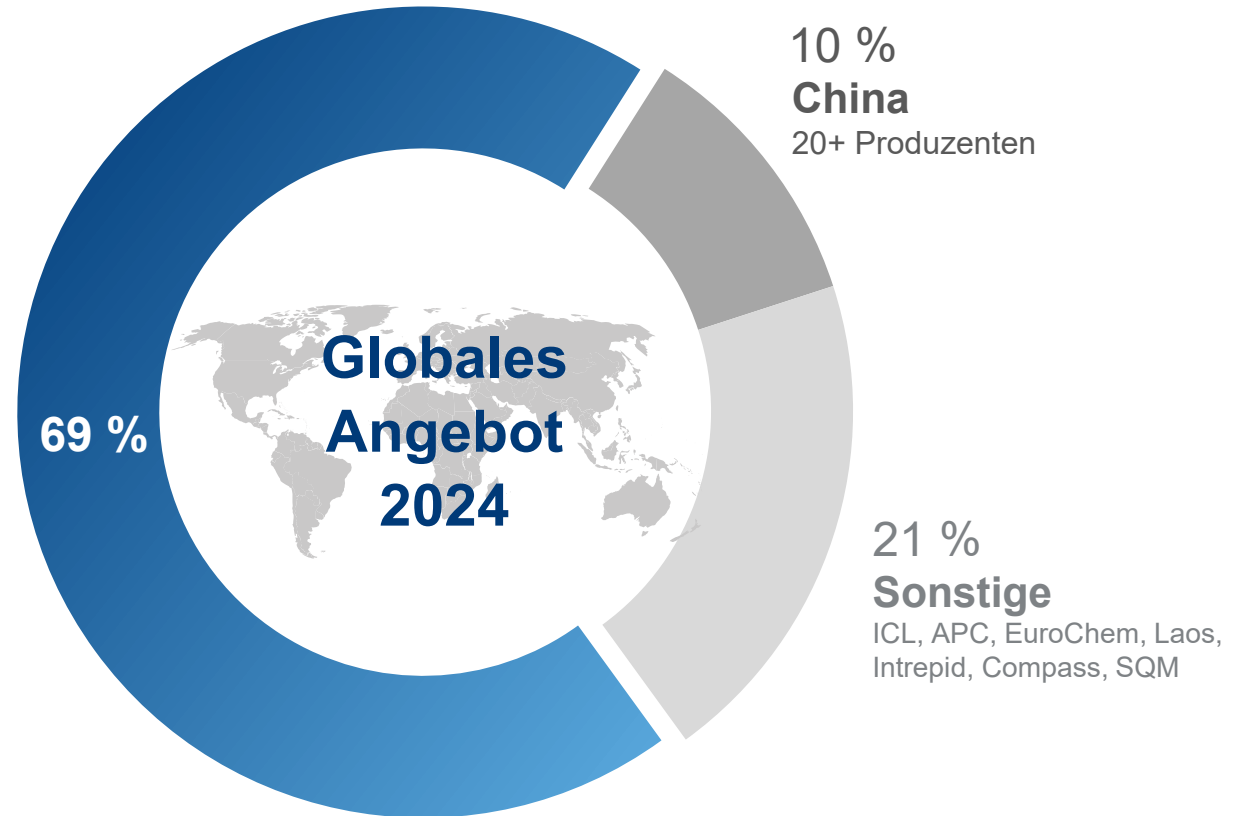 10 %
China
20+ Produzenten
Globales
Angebot
2024
69 %
21 %
Sonstige
ICL, APC, EuroChem, Laos,
Intrepid, Compass, SQM